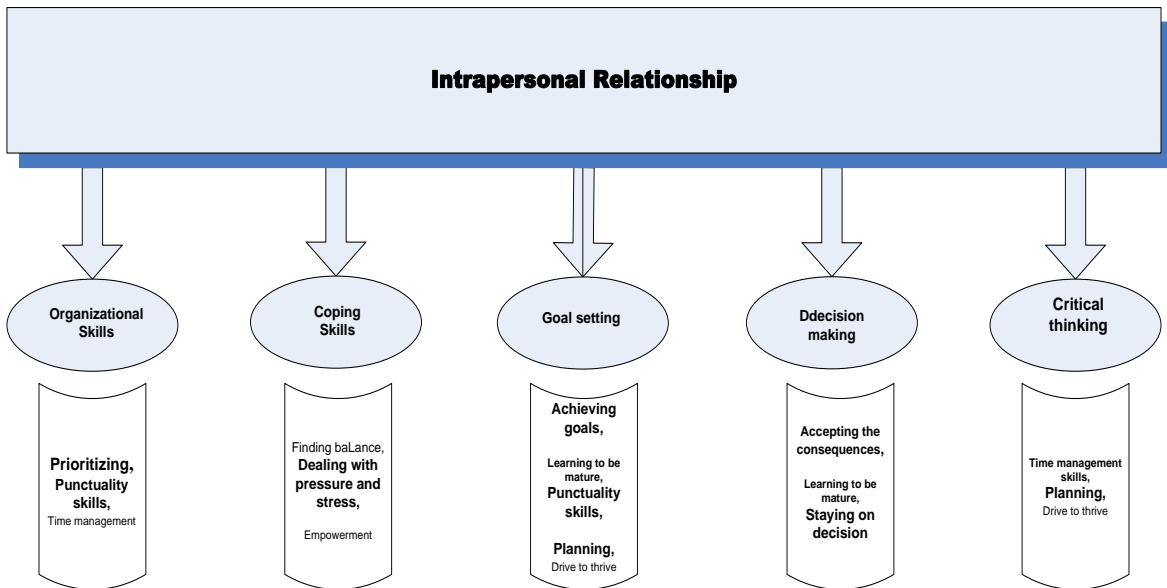 Intrapersonal Relationship
Organizational
Skills
Coping
Skills
Goal setting
Ddecision
making
Critical
thinking
Prioritizing,
Punctuality
skills,
Time management
Finding baLance,
Dealing with
pressure and
stress,
Empowerment
Achieving
goals,
Learning to be
mature,
Punctuality
skills,
Planning,
Drive to thrive
Accepting the
consequences,
Learning to be
mature,
Staying on
decision
Time management
skills,
Planning,
Drive to thrive